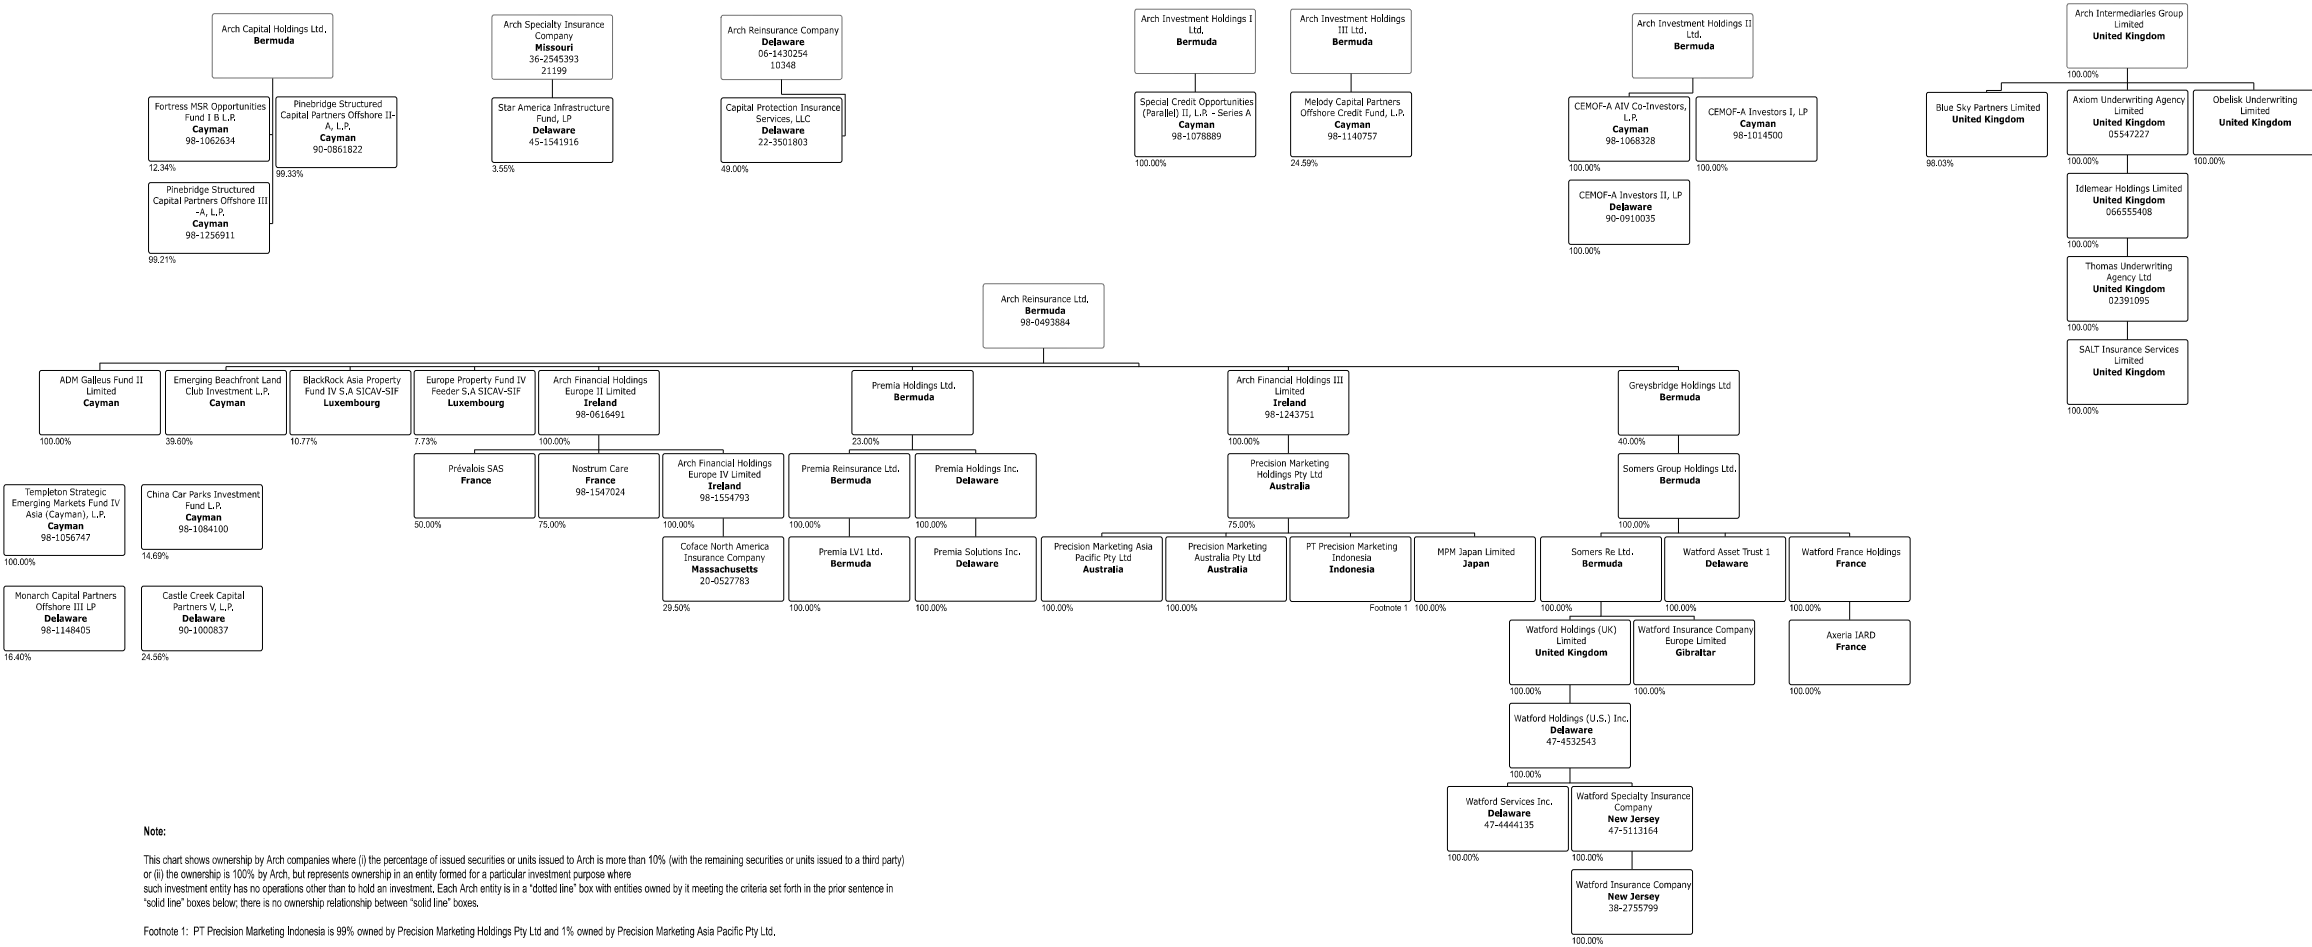 Arch Capital Holdings Ltd.
Bermuda
Fortress MSR Opportunities
Fund I B L.P.
Cayman
98-1062634
12.34%
Pinebridge Structured
Capital Partners Offshore II-
A, L.P.
Cayman
90-0861822
99.33%
Pinebridge Structured
Capital Partners Offshore III
-A, L.P.
Cayman
98-1256911
99.21%
Arch Specialty Insurance
Company
Missouri
36-2545393
21199
Star America Infrastructure
Fund, LP
Delaware
45-1541916
3.55%
Arch Reinsurance Company
Delaware
06-1430254
10348
Capital Protection Insurance
Services, LLC
Delaware
22-3501803
49.00%
Arch Investment Holdings I
Ltd.
Bermuda
Special Credit Opportunities
(Parallel) II, L.P. - Series A
Cayman
98-1078889
100.00%
Arch Investment Holdings
III Ltd.
Bermuda
Melody Capital Partners
Offshore Credit Fund, L.P.
Cayman
98-1140757
24.59%
Arch Investment Holdings II
Ltd.
Bermuda
CEMOF-A AIV Co-Investors,
L.P.
Cayman
98-1068328
100.00%
CEMOF-A Investors I, LP
Cayman
98-1014500
100.00%
CEMOF-A Investors II, LP
Delaware
90-0910035
100.00%
Arch Intermediaries Group
Limited
United Kingdom
100.00%
Blue Sky Partners Limited
United Kingdom
98.03%
Axiom Underwriting Agency
Limited
United Kingdom
05547227
100.00%
Obelisk Underwriting
Limited
United Kingdom
100.00%
Idlemear Holdings Limited
United Kingdom
066555408
100.00%
Thomas Underwriting
Agency Ltd
United Kingdom
02391095
100.00%
SALT Insurance Services
Limited
United Kingdom
100.00%
Arch Reinsurance Ltd.
Bermuda
98-0493884
ADM Galleus Fund II
Limited
Cayman
100.00%
Emerging Beachfront Land
Club Investment L.P.
Cayman
39.60%
BlackRock Asia Property
Fund IV S.A SICAV-SIF
Luxembourg
10.77%
Europe Property Fund IV
Feeder S.A SICAV-SIF
Luxembourg
7.73%
Arch Financial Holdings
Europe II Limited
Ireland
98-0616491
100.00%
Premia Holdings Ltd.
Bermuda
23.00%
Arch Financial Holdings III
Limited
Ireland
98-1243751
100.00%
Greysbridge Holdings Ltd
Bermuda
40.00%
Prévalois SAS
France
50.00%
Nostrum Care
France
98-1547024
75.00%
Arch Financial Holdings
Europe IV Limited
Ireland
98-1554793
100.00%
Premia Reinsurance Ltd.
Bermuda
100.00%
Premia Holdings Inc.
Delaware
100.00%
Precision Marketing
Holdings Pty Ltd
Australia
75.00%
Somers Group Holdings Ltd.
Bermuda
100.00%
Templeton Strategic
Emerging Markets Fund IV
Asia (Cayman), L.P.
Cayman
98-1056747
100.00%
China Car Parks Investment
Fund L.P.
Cayman
98-1084100
14.69%
Coface North America
Insurance Company
Massachusetts
20-0527783
29.50%
Premia LV1 Ltd.
Bermuda
100.00%
Premia Solutions Inc.
Delaware
100.00%
Precision Marketing Asia
Pacific Pty Ltd
Australia
100.00%
Precision Marketing
Australia Pty Ltd
Australia
100.00%
PT Precision Marketing
Indonesia
Indonesia
Footnote 1
MPM Japan Limited
Japan
100.00%
Somers Re Ltd.
Bermuda
100.00%
Watford Asset Trust 1
Delaware
100.00%
Watford France Holdings
France
100.00%
Monarch Capital Partners
Offshore III LP
Delaware
98-1148405
16.40%
Castle Creek Capital
Partners V, L.P.
Delaware
90-1000837
24.56%
Watford Holdings (UK)
Limited
United Kingdom
100.00%
Watford Insurance Company
Europe Limited
Gibraltar
100.00%
Axeria IARD
France
100.00%
Watford Holdings (U.S.) Inc.
Delaware
47-4532543
100.00%
Watford Services Inc.
Delaware
47-4444135
100.00%
Watford Specialty Insurance
Company
New Jersey
47-5113164
100.00%
Watford Insurance Company
New Jersey
38-2755799
100.00%
Note:
This chart shows ownership by Arch companies where (i) the percentage of issued securities or units issued to Arch is more than 10% (with the remaining securities or units issued to a third party)
or (ii) the ownership is 100% by Arch, but represents ownership in an entity formed for a particular investment purpose where
such investment entity has no operations other than to hold an investment. Each Arch entity is in a "dotted line" box with entities owned by it meeting the criteria set forth in the prior sentence in
"solid line" boxes below; there is no ownership relationship between "solid line" boxes.
Footnote 1: PT Precision Marketing Indonesia is 99% owned by Precision Marketing Holdings Pty Ltd and 1% owned by Precision Marketing Asia Pacific Pty Ltd.